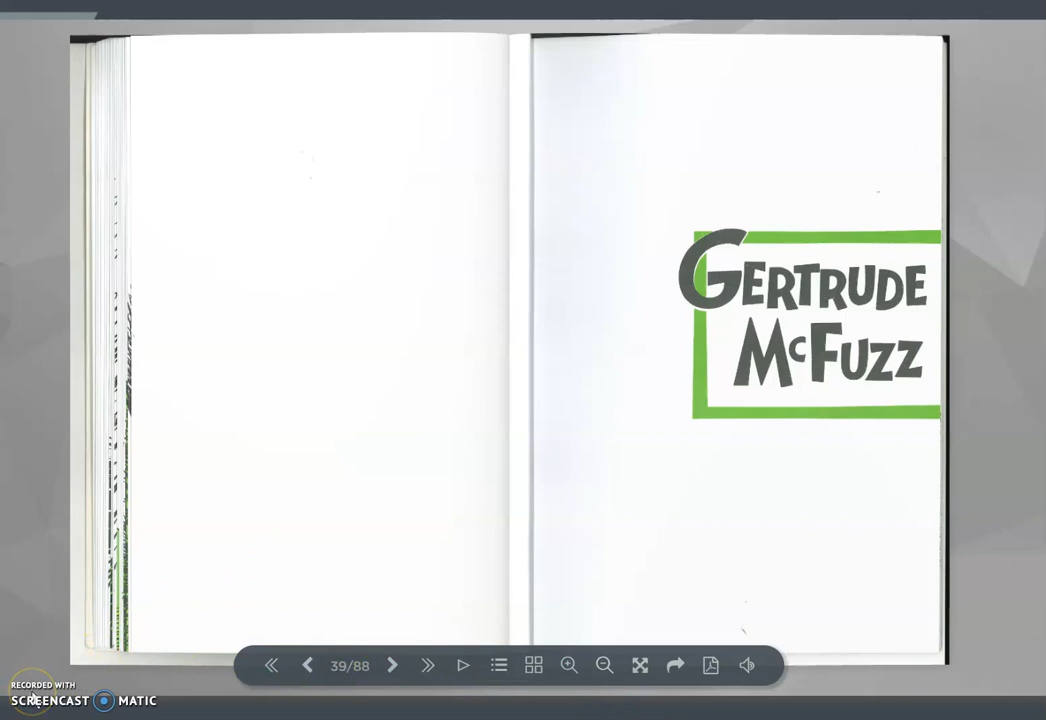 GERTRUDE
McFUZZ
39/88
RECORDED WITH
SCREENCAST MATIC